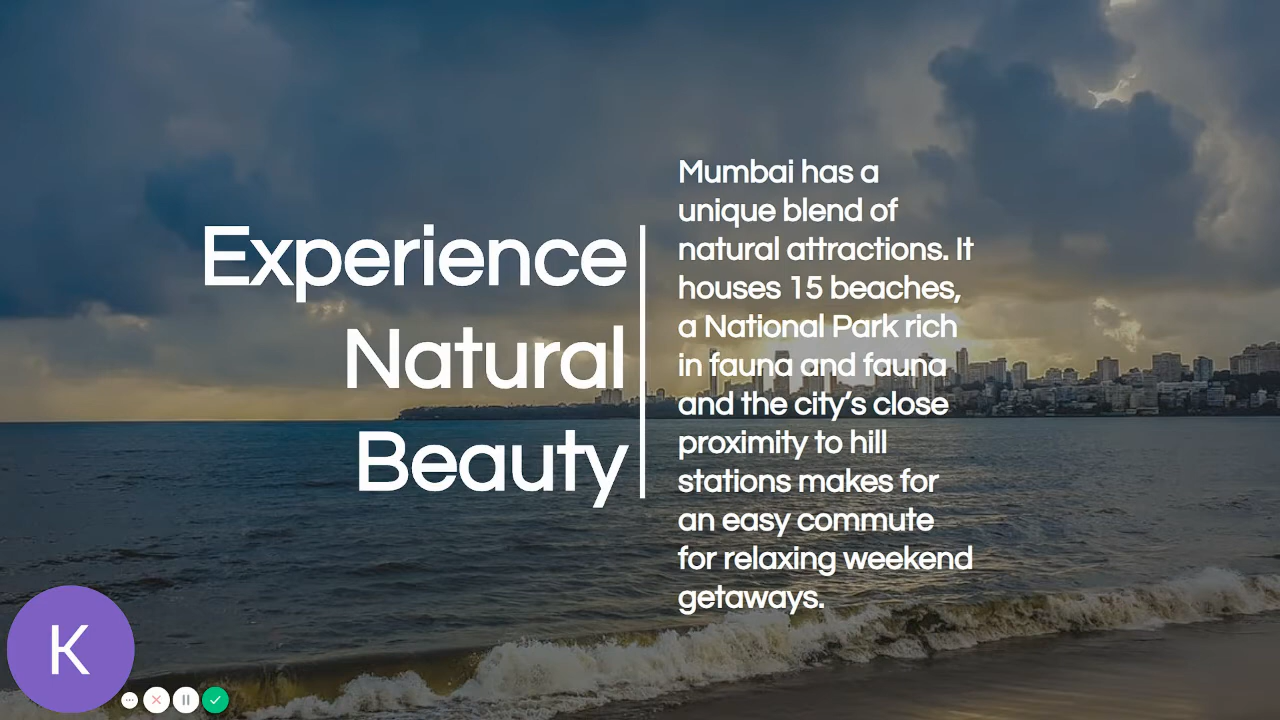 Experience
Natural
Beauty
Mumbai has a
unique blend of
natural attractions. It
houses 15 beaches,
a National Park rich
in fauna and fauna
and the city’s close
proximity to hill
stations makes for
an easy commute
for relaxing weekend
getaways.
K